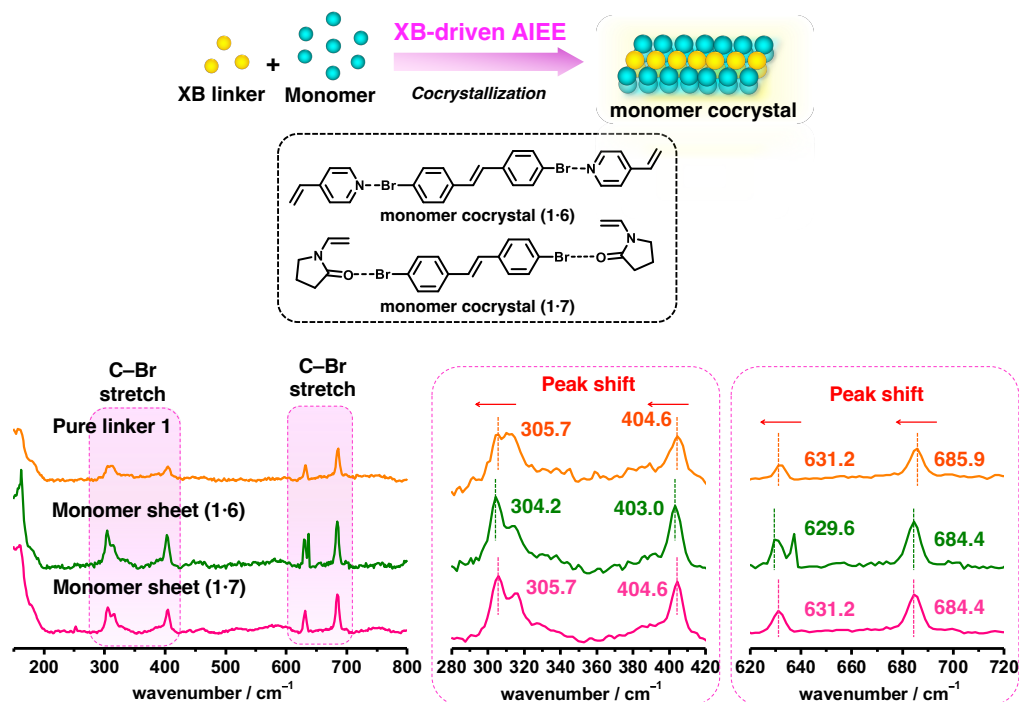 XB-driven AIEE
XB linker + Monomer
Cocrystallization
monomer cocrystal
N Br Br N
monomer cocrystal (1·6)
N O Br Br O N
monomer cocrystal (1·7)
C–Br
stretch
C–Br
stretch
Pure linker 1
Monomer sheet (1·6)
Monomer sheet (1·7)
200 300 400 500 600 700 800
wavenumber / cm⁻¹
Peak shift
305.7 404.6
304.2 403.0
305.7 404.6
280 300 320 340 360 380 400 420
wavenumber / cm⁻¹
Peak shift
631.2 685.9
629.6 684.4
631.2 684.4
620 640 660 680 700 720
wavenumber / cm⁻¹